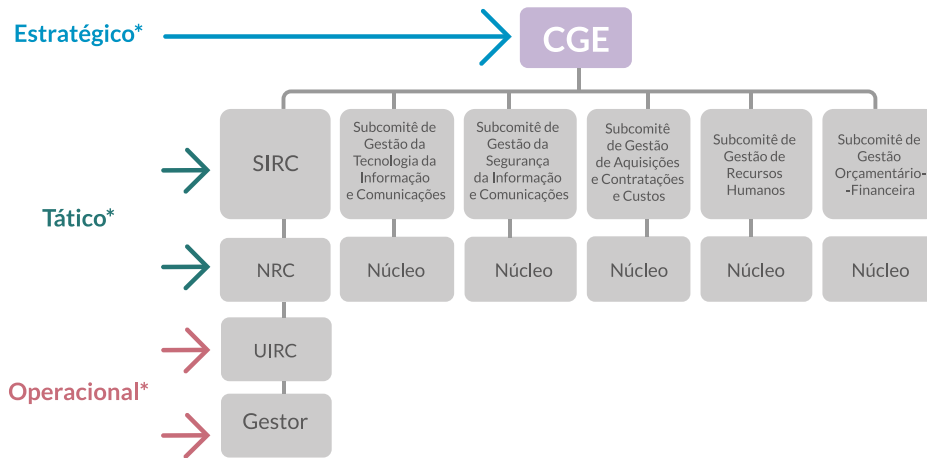 Estratégico*
CGE
SIRC
Subcomitê de
Gestão da
Tecnologia da
Informação
e Comunicações
Subcomitê de
Gestão da
Segurança
da Informação
e Comunicações
Subcomitê
de Gestão
de Aquisições
e Contratações
e Custos
Subcomitê de
Gestão de
Recursos
Humanos
Subcomitê de
Gestão
Orçamentário-
-Financeira
Tático*
NRC
Núcleo
Núcleo
Núcleo
Núcleo
Núcleo
UIRC
Operacional*
Gestor